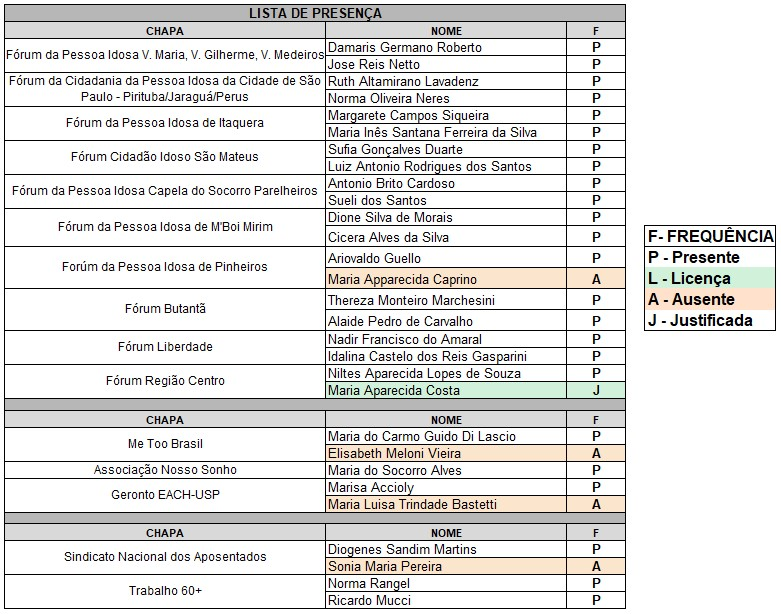 LISTA DE PRESENÇA
CHAPA NOME F
Fórum da Pessoa Idosa V. Maria, V. Gilherme, V. Medeiros
Damaris Germano Roberto P
Jose Reis Netto P
Fórum da Cidadania da Pessoa Idosa da Cidade de São
Paulo - Pirituba/Jaraguá/Perus
Ruth Altamirano Lavadenz P
Norma Oliveira Neres P
Fórum da Pessoa Idosa de Itaquera
Margarete Campos Siqueira P
Maria Inês Santana Ferreira da Silva P
Fórum Cidadão Idoso São Mateus
Sufia Gonçalves Duarte P
Luiz Antonio Rodrigues dos Santos P
Fórum da Pessoa Idosa Capela do Socorro Parelheiros
Antonio Brito Cardoso P
Sueli dos Santos P
Fórum da Pessoa Idosa de M'Boi Mirim
Dione Silva de Morais P
Cicera Alves da Silva P
Forúm da Pessoa Idosa de Pinheiros
Ariovaldo Guello P
Maria Apparecida Caprino A
Fórum Butantã
Thereza Monteiro Marchesini P
Alaide Pedro de Carvalho P
Fórum Liberdade
Nadir Francisco do Amaral P
Idalina Castelo dos Reis Gasparini P
Fórum Região Centro
Niltes Aparecida Lopes de Souza P
Maria Aparecida Costa J
CHAPA NOME F
Me Too Brasil
Maria do Carmo Guido Di Lascio P
Elisabeth Meloni Vieira A
Associação Nosso Sonho
Maria do Socorro Alves P
Geronto EACH-USP
Marisa Accioly P
Maria Luisa Trindade Bastetti A
CHAPA NOME F
Sindicato Nacional dos Aposentados
Diogenes Sandim Martins P
Sonia Maria Pereira A
Trabalho 60+
Norma Rangel P
Ricardo Mucci P
F- FREQUÊNCIA
P - Presente
L - Licença
A - Ausente
J - Justificada